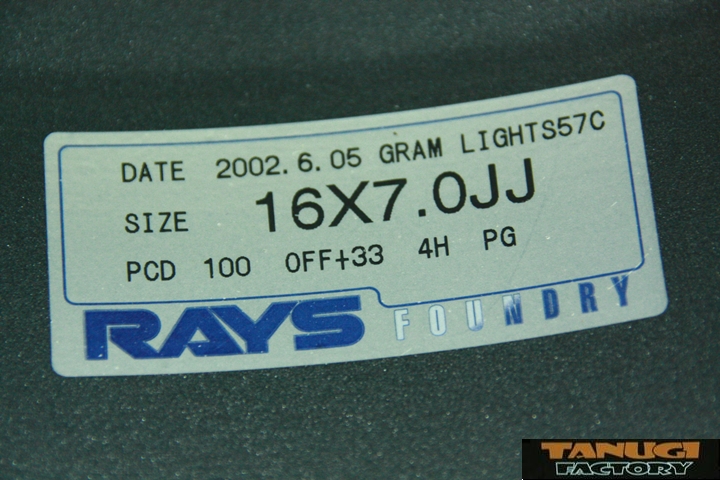 DATE 2002.6.05 GRAM LIGHTS57C
SIZE 16X7.0JJ
PCD 100 OFF+33 4H PG
RAYS FOUNDRY
TANUGI
FACTORY